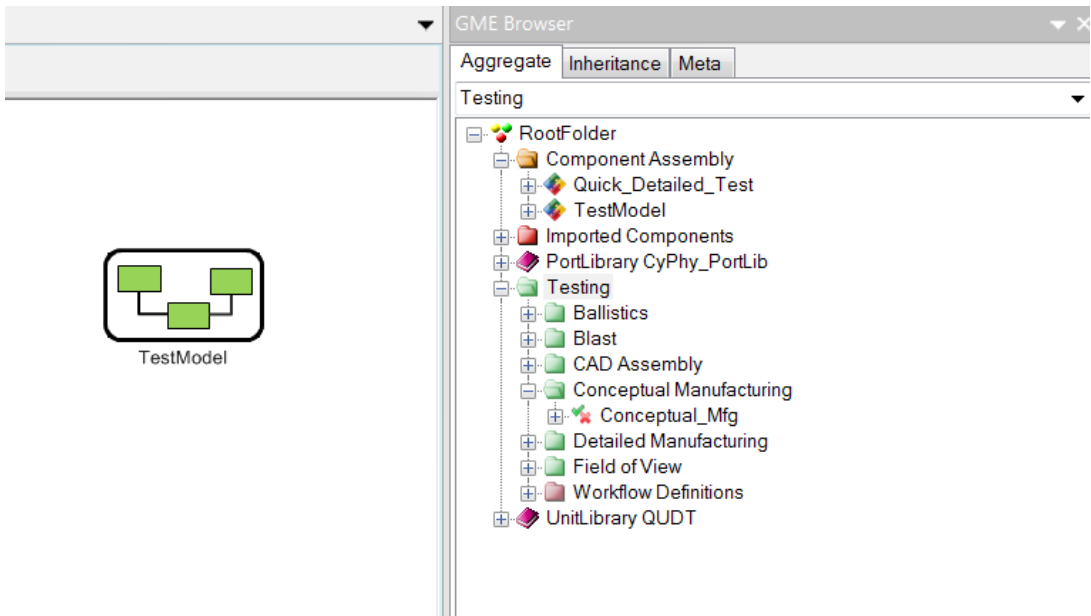 GME Browser
Aggregate Inheritance Meta
Testing
RootFolder
Component Assembly
Quick_Detailed_Test
TestModel
Imported Components
PortLibrary CyPhy_PortLib
Testing
Ballistics
Blast
CAD Assembly
Conceptual Manufacturing
Conceptual_Mfg
Detailed Manufacturing
Field of View
Workflow Definitions
UnitLibrary QUDT
TestModel